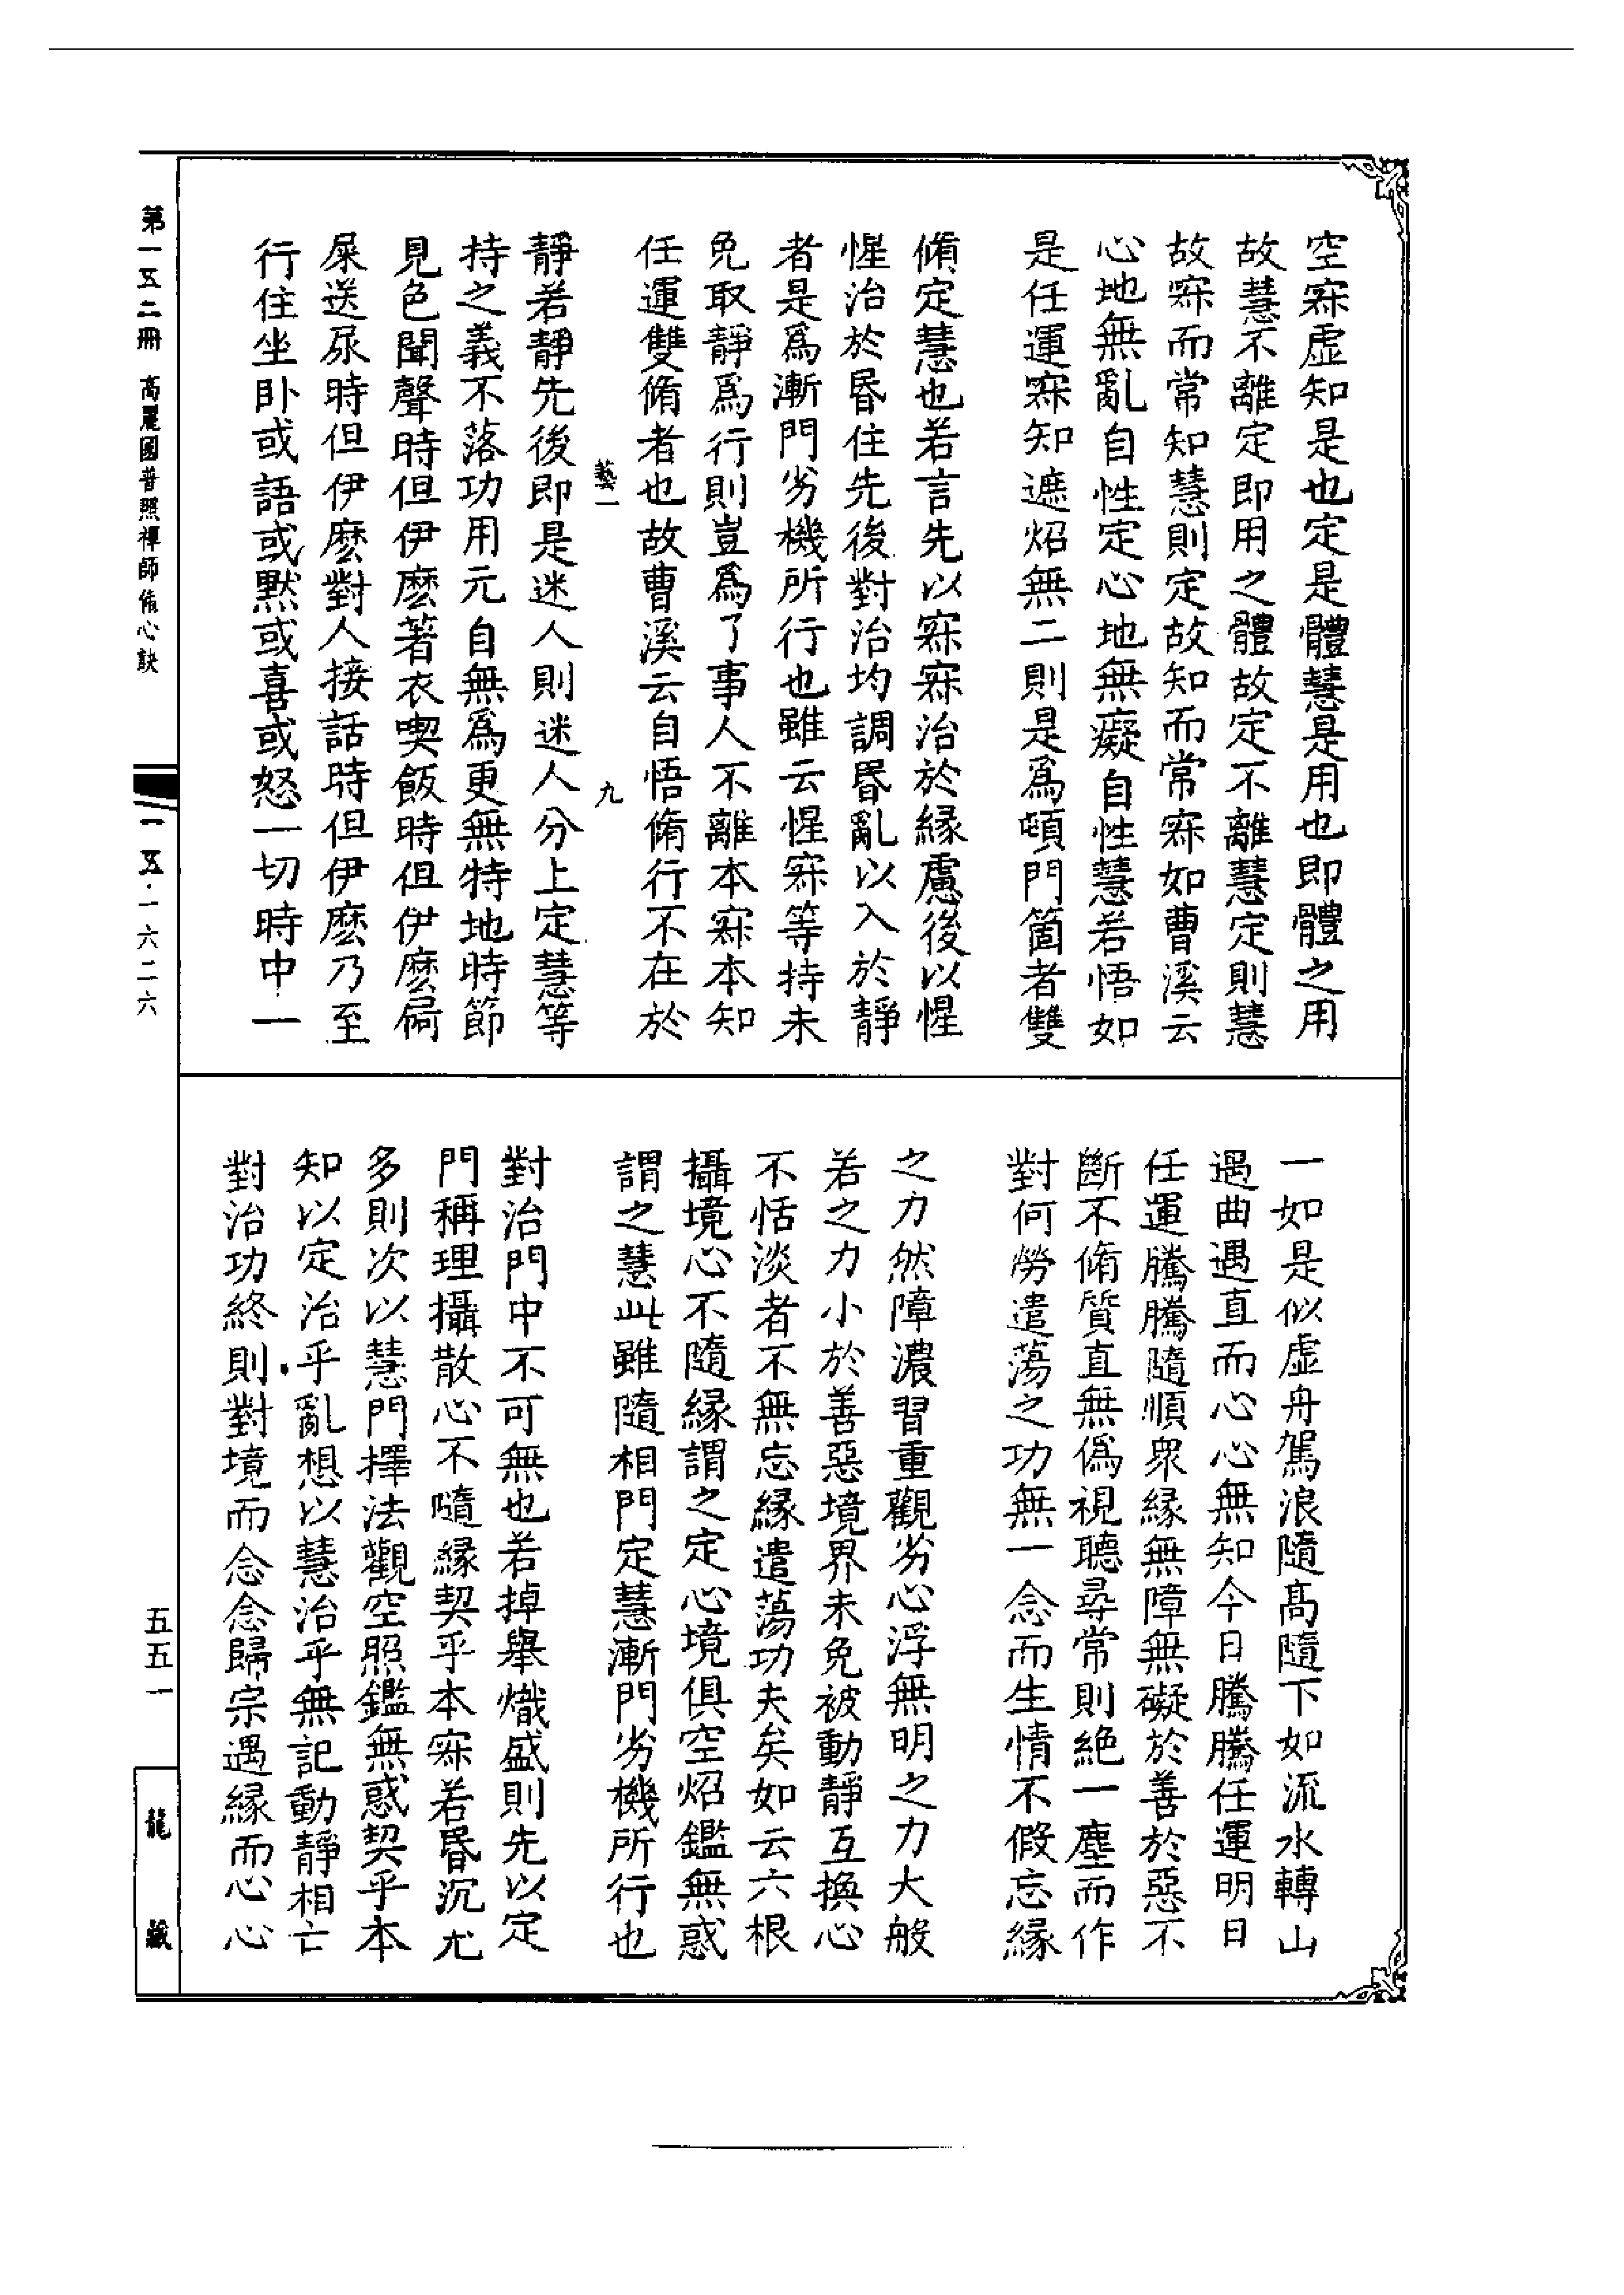 空寂虛知是也定是體慧是用也即體之用
故慧不離定即用之體故定不離慧定則慧
故寂而常知慧則定故知而常寂如曹溪云
心地無亂自性定心地無癡自性慧若悟如
是任運寂知遮炤無二則是爲頓門箇者雙
脩定慧也若言先以寂寂治於緣慮後以惺
惺治於昬住先後對治均調昬亂以入於靜
者是爲漸門劣機所行也雖云惺寂等持未
免取靜爲行則豈爲了事人不離本寂本知
任運雙脩者也故曹溪云自悟脩行不在於
藝一 九
靜若靜先後即是迷人則迷人分上定慧等
持之義不落功用元自無爲更無特地時節
見色聞聲時但伊麽著衣喫飯時但伊麽屙
屎送尿時但伊麽對人接話時但伊麽乃至
行住坐卧或語或默或喜或怒一切時中一
一如是似虛舟駕浪隨髙隨下如流水轉山
遇曲遇直而心心無知今日騰騰任運明日
任運騰騰隨順衆緣無障無礙於善於惡不
斷不脩質直無僞視聽尋常則絶一塵而作
對何勞遣蕩之功無一念而生情不假忘緣
之力然障濃習重觀劣心浮無明之力大般
若之力小於善惡境界未免被動靜互換心
不恬淡者不無忘緣遣蕩功夫矣如云六根
攝境心不隨緣謂之定心境俱空炤鑑無惑
謂之慧此雖隨相門定慧漸門劣機所行也
對治門中不可無也若掉舉熾盛則先以定
門稱理攝散心不隨緣契乎本寂若昬沉尤
多則次以慧門擇法觀空照鑑無惑契乎本
知以定治乎亂想以慧治乎無記動靜相亡
對治功終則對境而念念歸宗遇緣而心心
第一五二冊 高麗國普照禪師脩心訣
一五·一六二六
五五一
龍藏